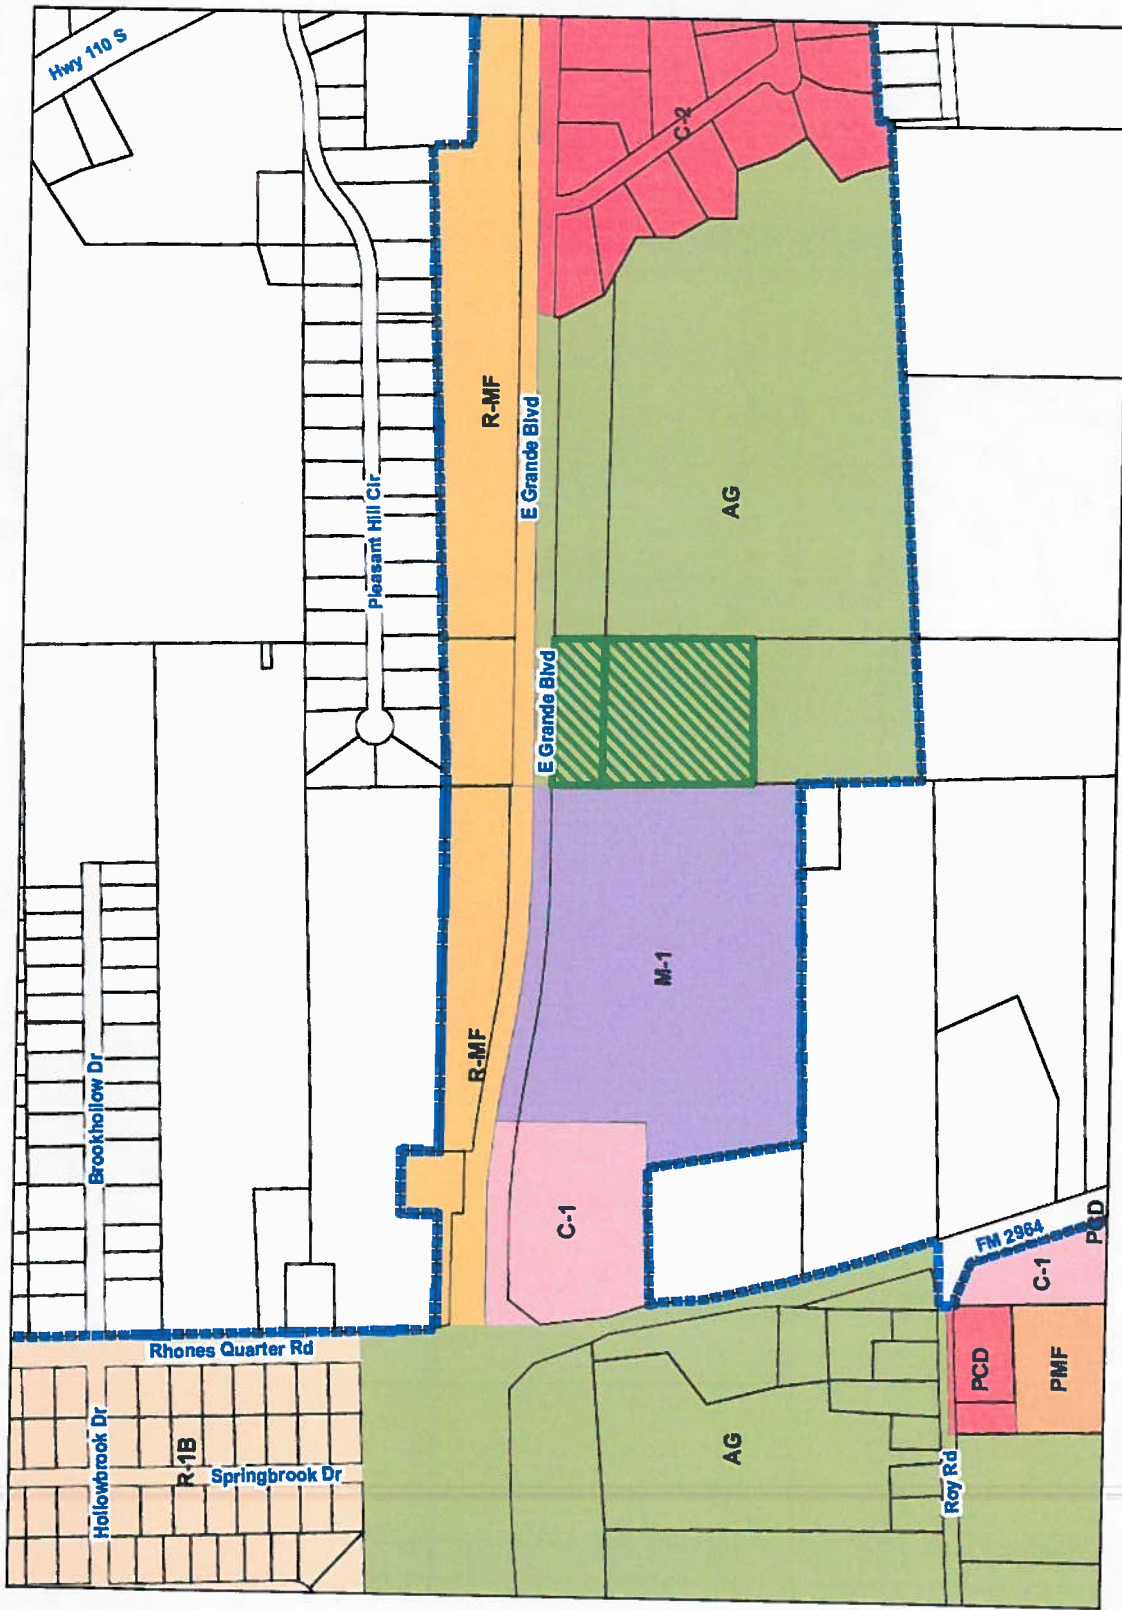 Hwy 110 S
C-2
R-MF
E Grande Blvd
Pleasant Hill Cir
AG
E Grande Blvd
M-1
R-MF
Brookhollow Dr
C-1
PCD
FM 2964
C-1
Rhones Quarter Rd
PCD
PMF
Hollowbrook Dr
R-1B
Springbrook Dr
AG
Roy Rd